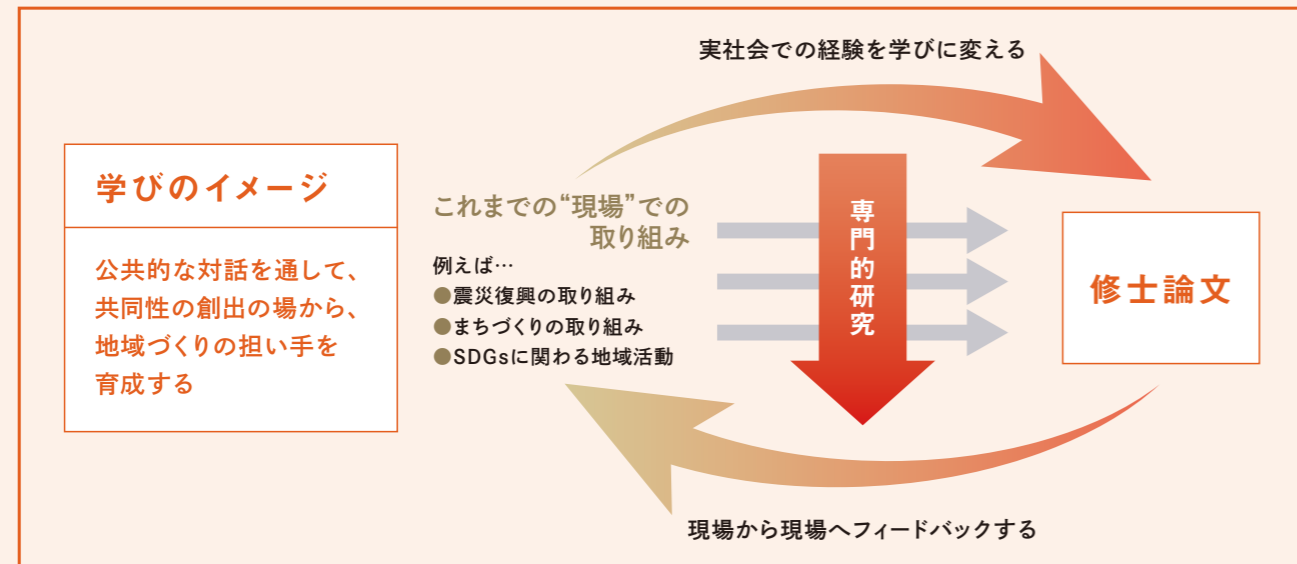 実社会での経験を学びに変える
学びのイメージ
公共的な対話を通して、
共同性の創出の場から、
地域づくりの担い手を
育成する
これまでの“現場”での
取り組み
例えば…
●震災復興の取り組み
●まちづくりの取り組み
●SDGsに関わる地域活動
専門的研究
修士論文
現場から現場へフィードバックする